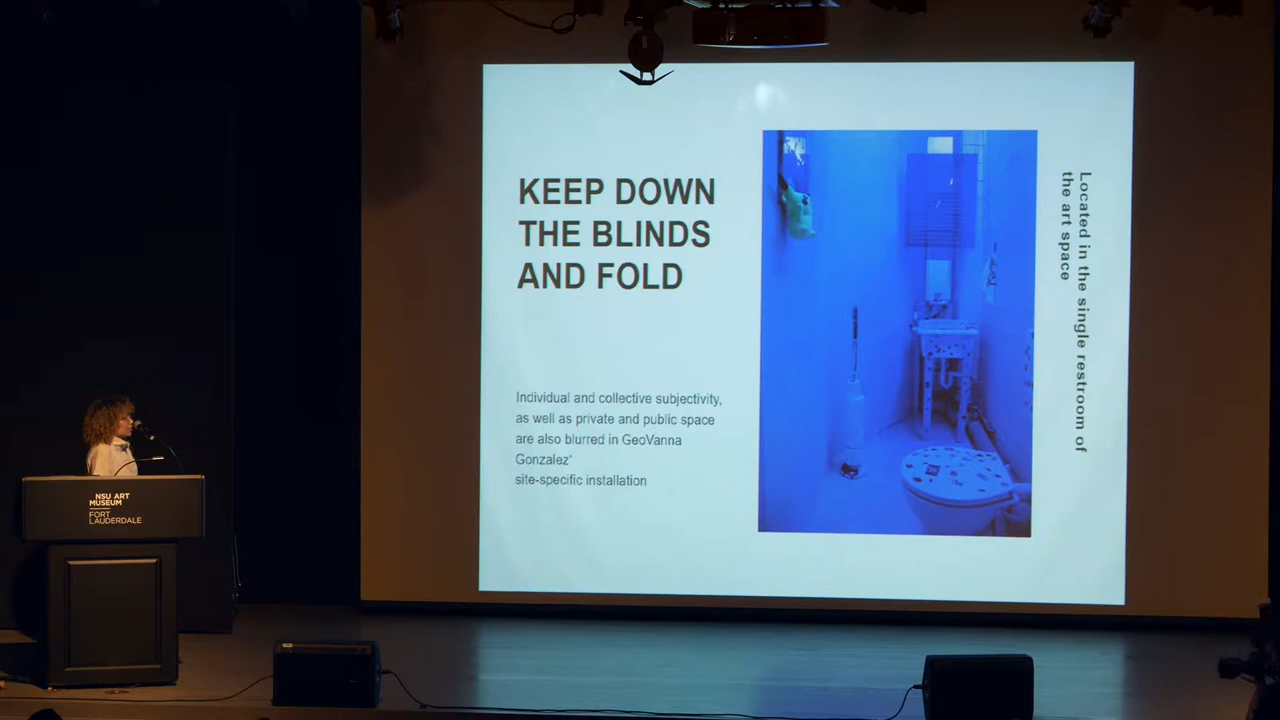 KEEP DOWN
THE BLINDS
AND FOLD
Individual and collective subjectivity,
as well as private and public space
are also blurred in GeoVanna
Gonzalez'
site-specific installation
Located in the single restroom of
the art space
NSU ART
MUSEUM
FORT
LAUDERDALE